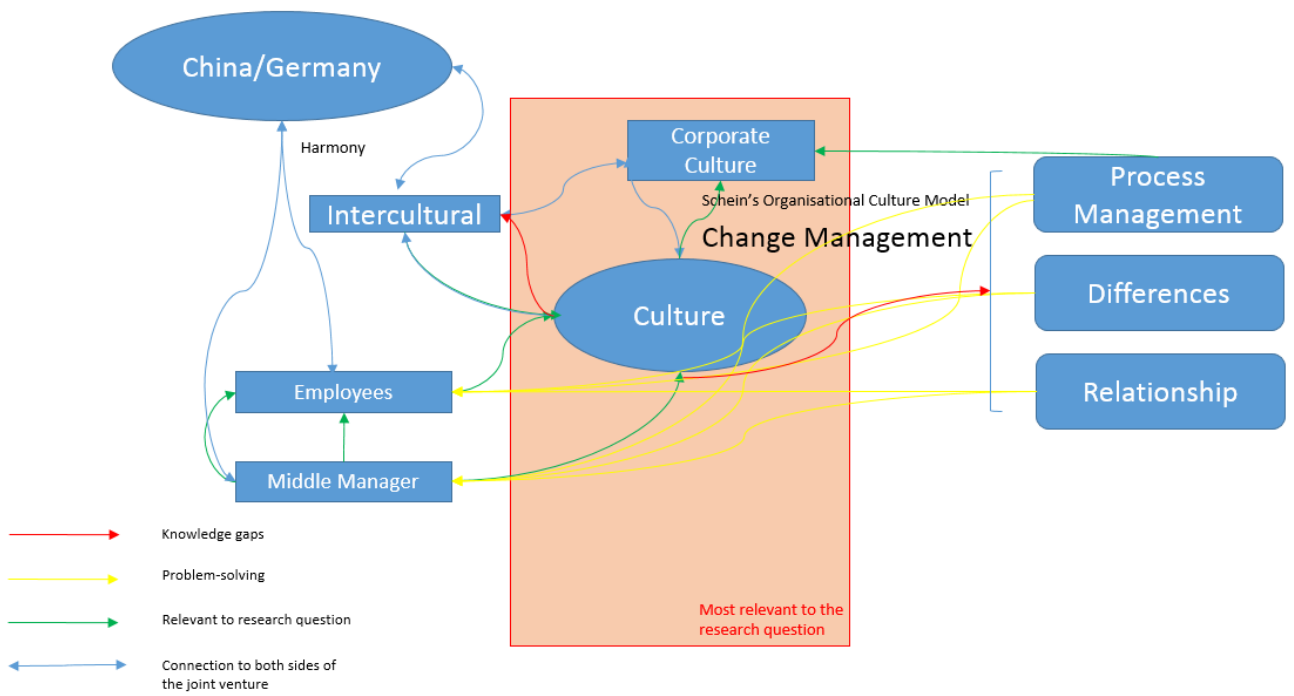 China/Germany
Harmony
Corporate
Culture
Intercultural
Schein's Organisational Culture Model
Change Management
Process
Management
Culture
Differences
Employees
Relationship
Middle Manager
Knowledge gaps
Problem-solving
Relevant to research question
Connection to both sides of
the joint venture
Most relevant to the
research question